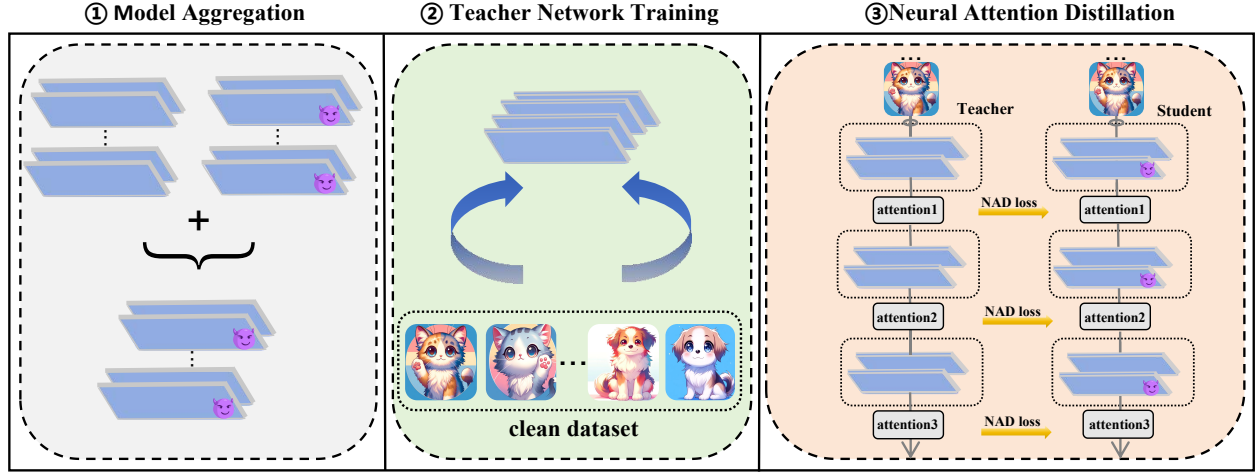 ① Model Aggregation
② Teacher Network Training
③Neural Attention Distillation
+
clean dataset
Teacher
Student
attention1
NAD loss
attention1
attention2
NAD loss
attention2
attention3
NAD loss
attention3